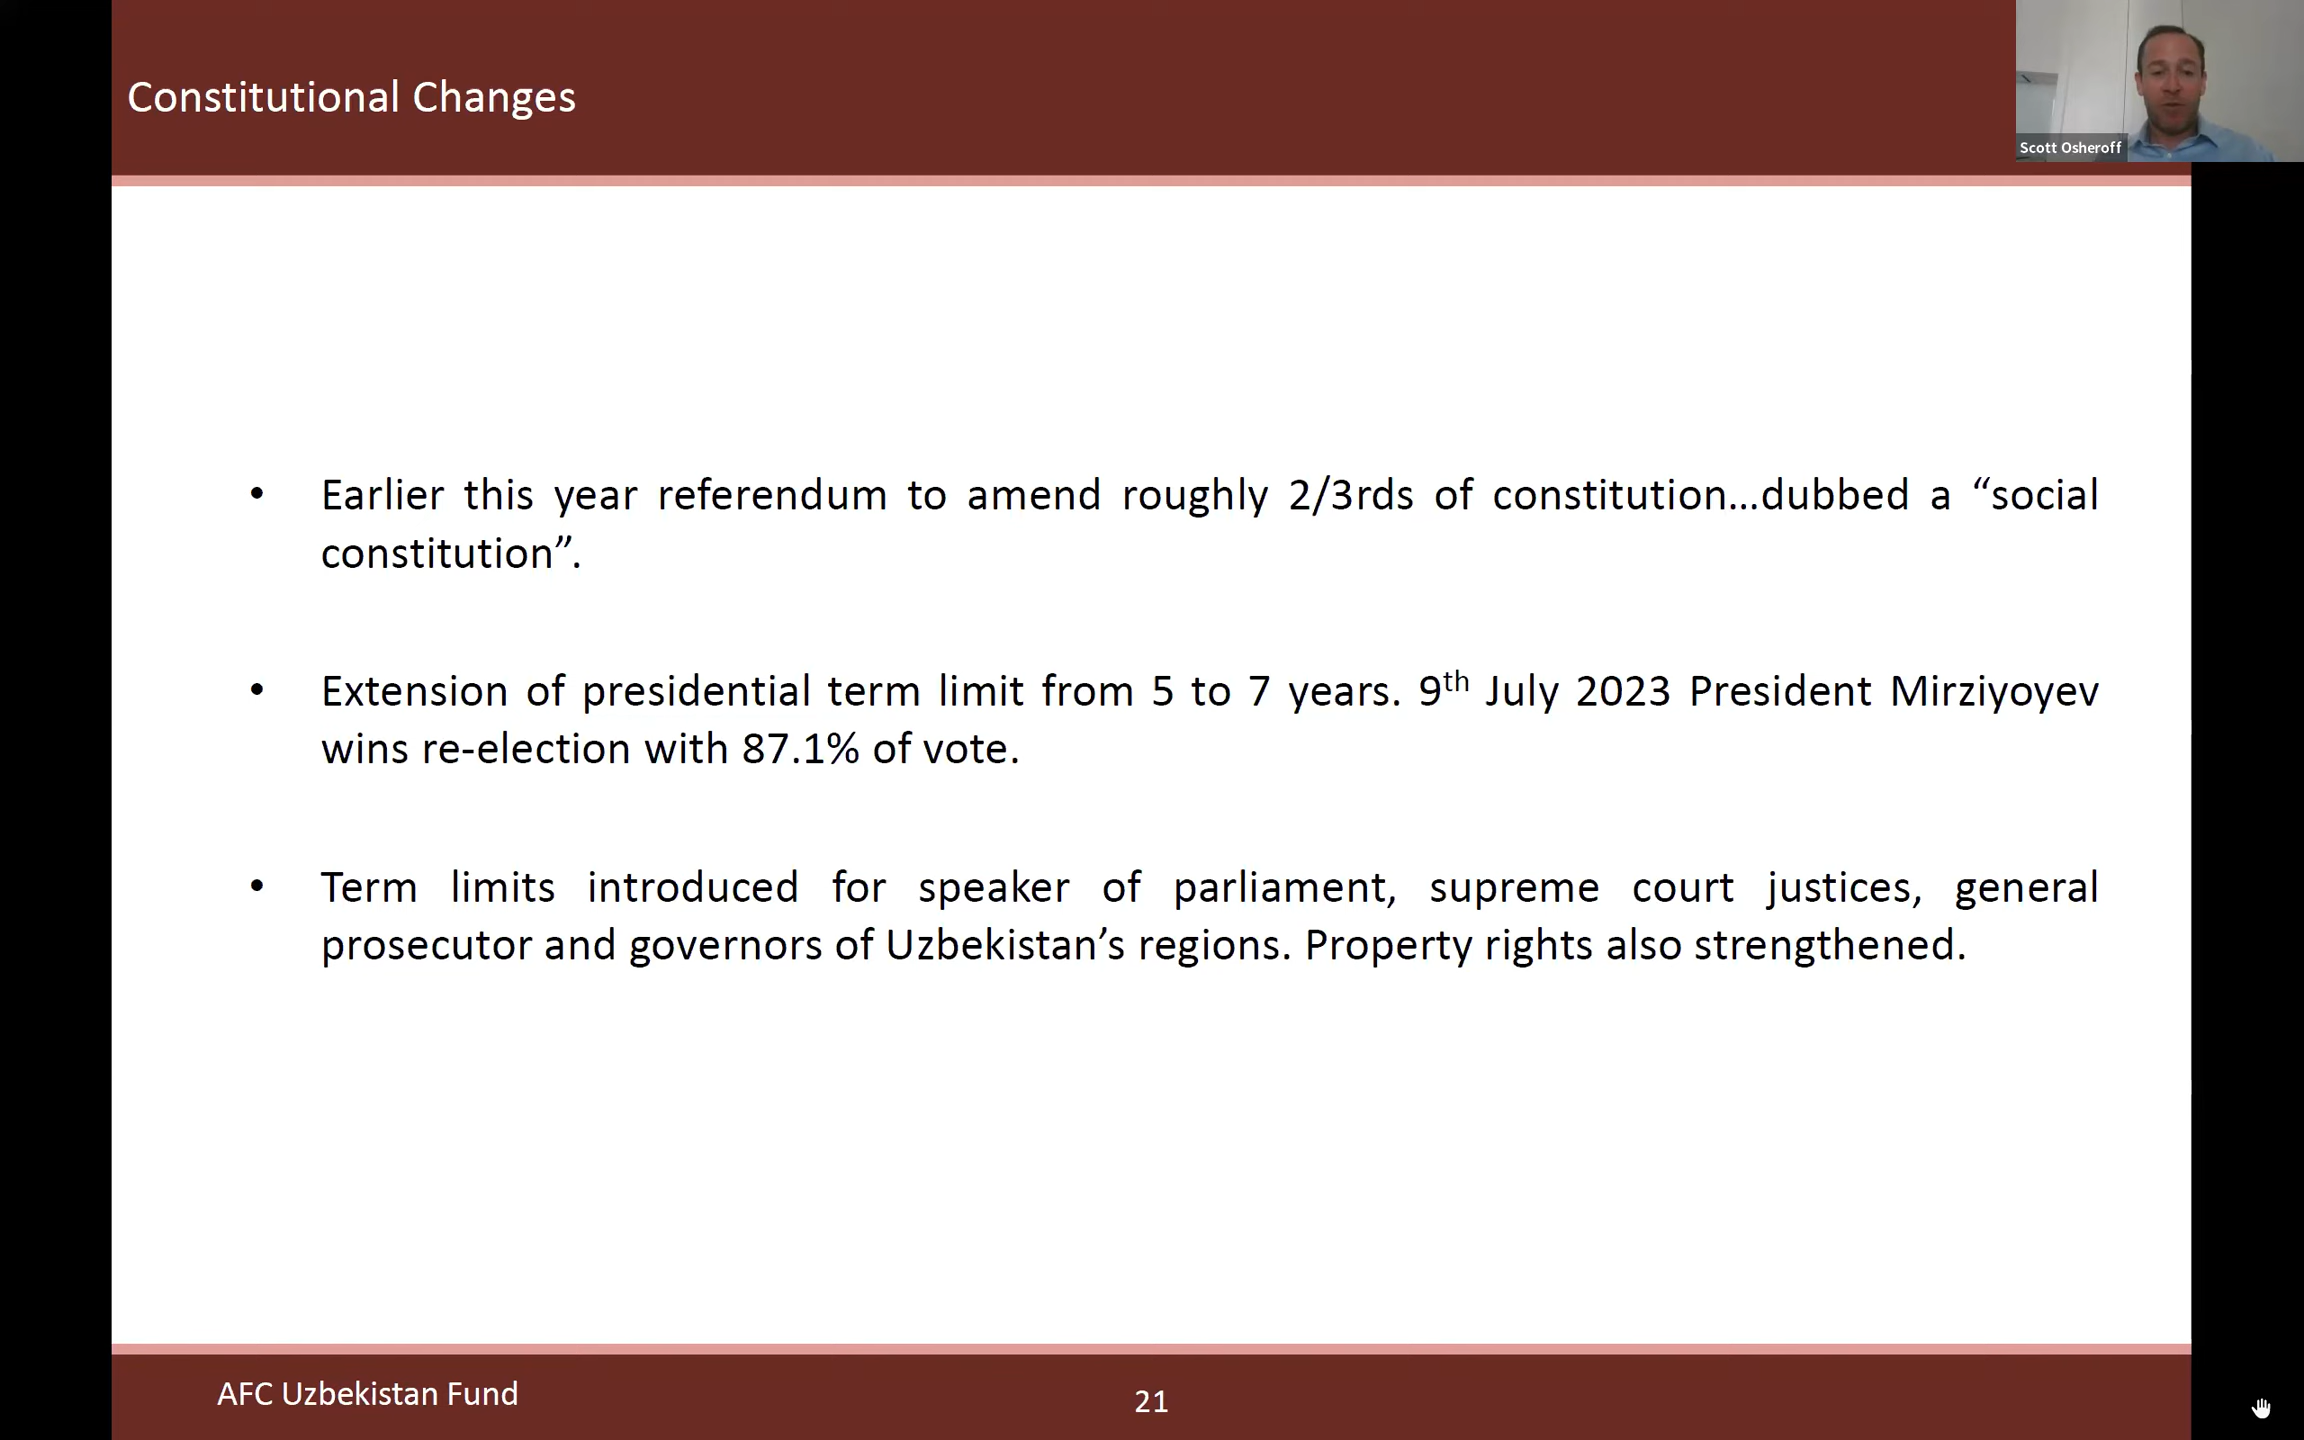 Constitutional Changes
Scott Osheroff
• Earlier this year referendum to amend roughly 2/3rds of constitution…dubbed a “social
constitution”.
• Extension of presidential term limit from 5 to 7 years. 9th July 2023 President Mirziyoyev
wins re-election with 87.1% of vote.
• Term limits introduced for speaker of parliament, supreme court justices, general
prosecutor and governors of Uzbekistan’s regions. Property rights also strengthened.
AFC Uzbekistan Fund
21